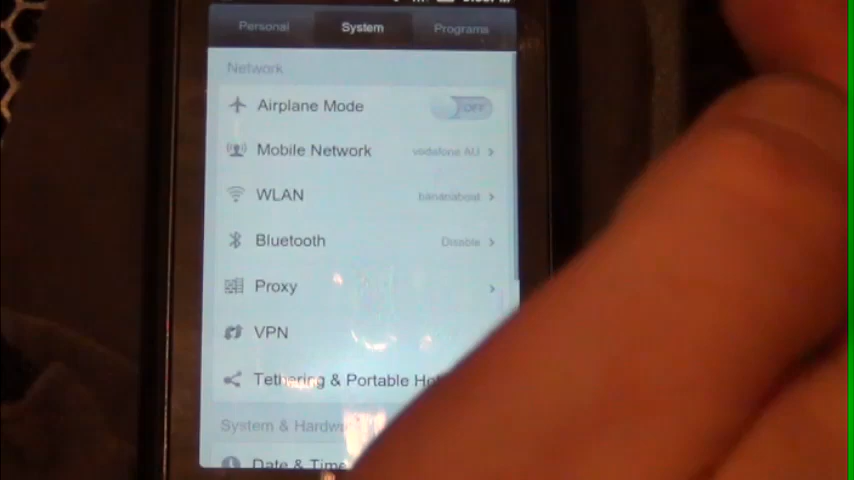 Personal System Programs
Network
Airplane Mode OFF
Mobile Network vodafone AU
WLAN bananaboat
Bluetooth Disable
Proxy
VPN
Tethering & Portable
System & Hardw
Date & Time